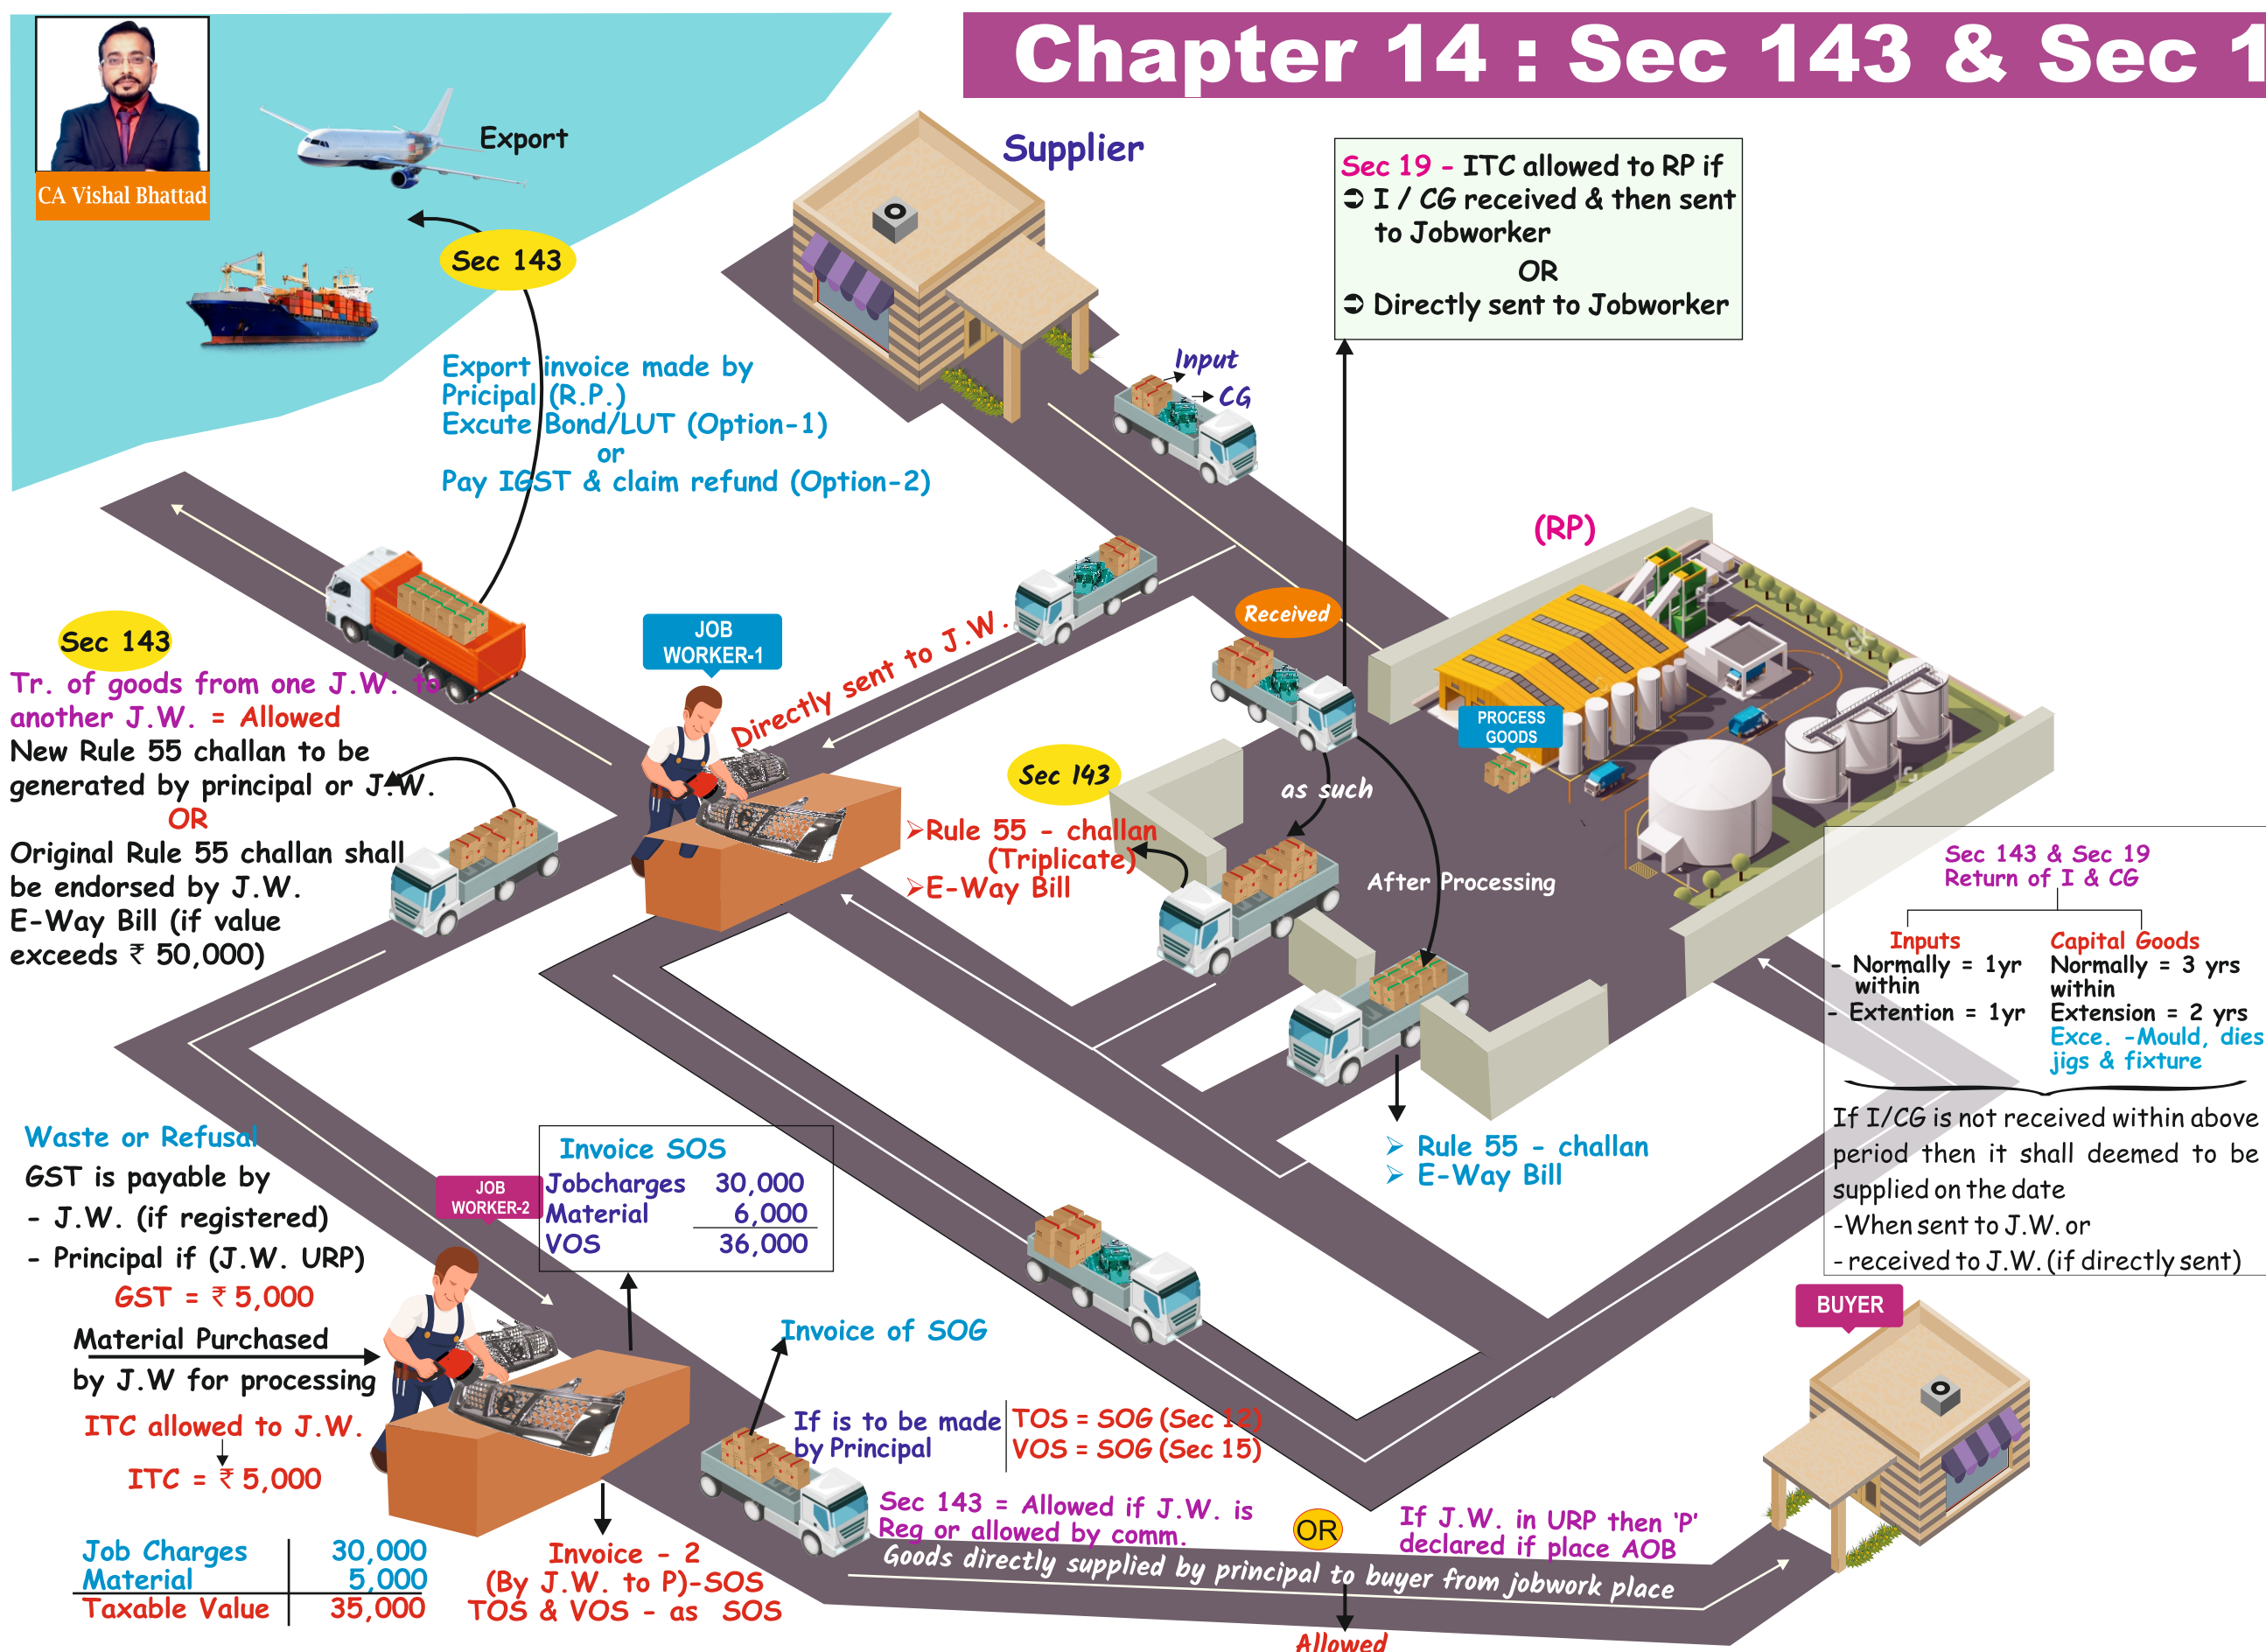 Chapter 14 : Sec 143 & Sec 1
CA Vishal Bhattad
Export
Sec 143
Export invoice made by
Pricipal (R.P.)
Excute Bond/LUT (Option-1)
or
Pay IGST & claim refund (Option-2)
Supplier
Input
CG
Sec 19 - ITC allowed to RP if
➲ I / CG received & then sent
to Jobworker
OR
➲ Directly sent to Jobworker
(RP)
Received
PROCESS
GOODS
as such
After Processing
Directly sent to J.W.
JOB
WORKER-1
Sec 143
Tr. of goods from one J.W. to
another J.W. = Allowed
New Rule 55 challan to be
generated by principal or J.W.
OR
Original Rule 55 challan shall
be endorsed by J.W.
E-Way Bill (if value
exceeds ₹ 50,000)
Sec 143
➢Rule 55 - challan
(Triplicate)
➢E-Way Bill
➢ Rule 55 - challan
➢ E-Way Bill
Sec 143 & Sec 19
Return of I & CG
Inputs
- Normally = 1yr
within
- Extention = 1yr
Capital Goods
Normally = 3 yrs
within
Extension = 2 yrs
Exce. -Mould, dies
jigs & fixture
If I/CG is not received within above
period then it shall deemed to be
supplied on the date
-When sent to J.W. or
- received to J.W. (if directly sent)
Waste or Refusal
GST is payable by
- J.W. (if registered)
- Principal if (J.W. URP)
GST = ₹ 5,000
Material Purchased
by J.W for processing
ITC allowed to J.W.
ITC = ₹ 5,000
Job Charges 30,000
Material 5,000
Taxable Value 35,000
JOB
WORKER-2
Invoice SOS
Jobcharges 30,000
Material 6,000
VOS 36,000
Invoice - 2
(By J.W. to P)-SOS
TOS & VOS - as SOS
Invoice of SOG
If is to be made
by Principal
TOS = SOG (Sec 12)
VOS = SOG (Sec 15)
Sec 143 = Allowed if J.W. is
Reg or allowed by comm.
OR
If J.W. in URP then ‘P’
declared if place AOB
Goods directly supplied by principal to buyer from jobwork place
Allowed
BUYER